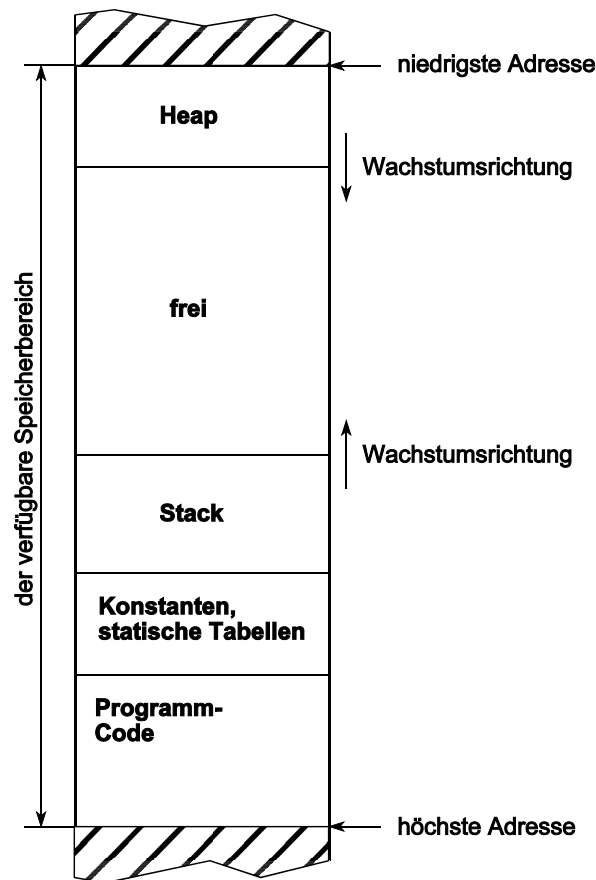 niedrigste Adresse
Heap
Wachstumsrichtung
frei
der verfügbare Speicherbereich
Wachstumsrichtung
Stack
Konstanten,
statische Tabellen
Programm-
Code
höchste Adresse